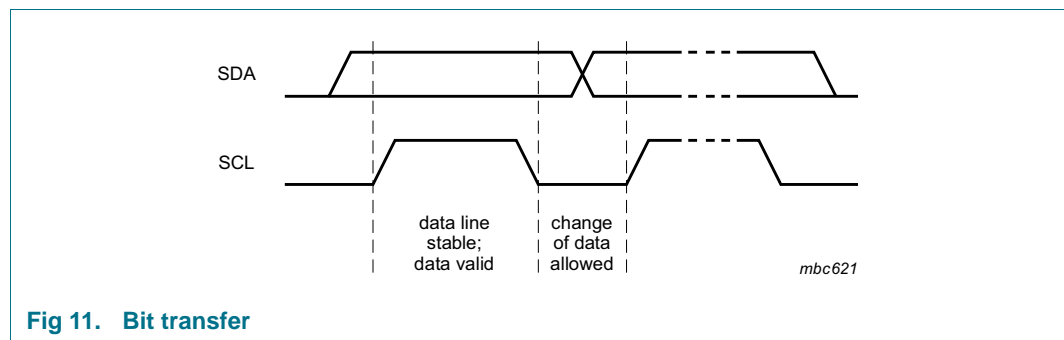 SDA
SCL
data line
stable;
data valid
change
of data
allowed
mbc621
Fig 11. Bit transfer